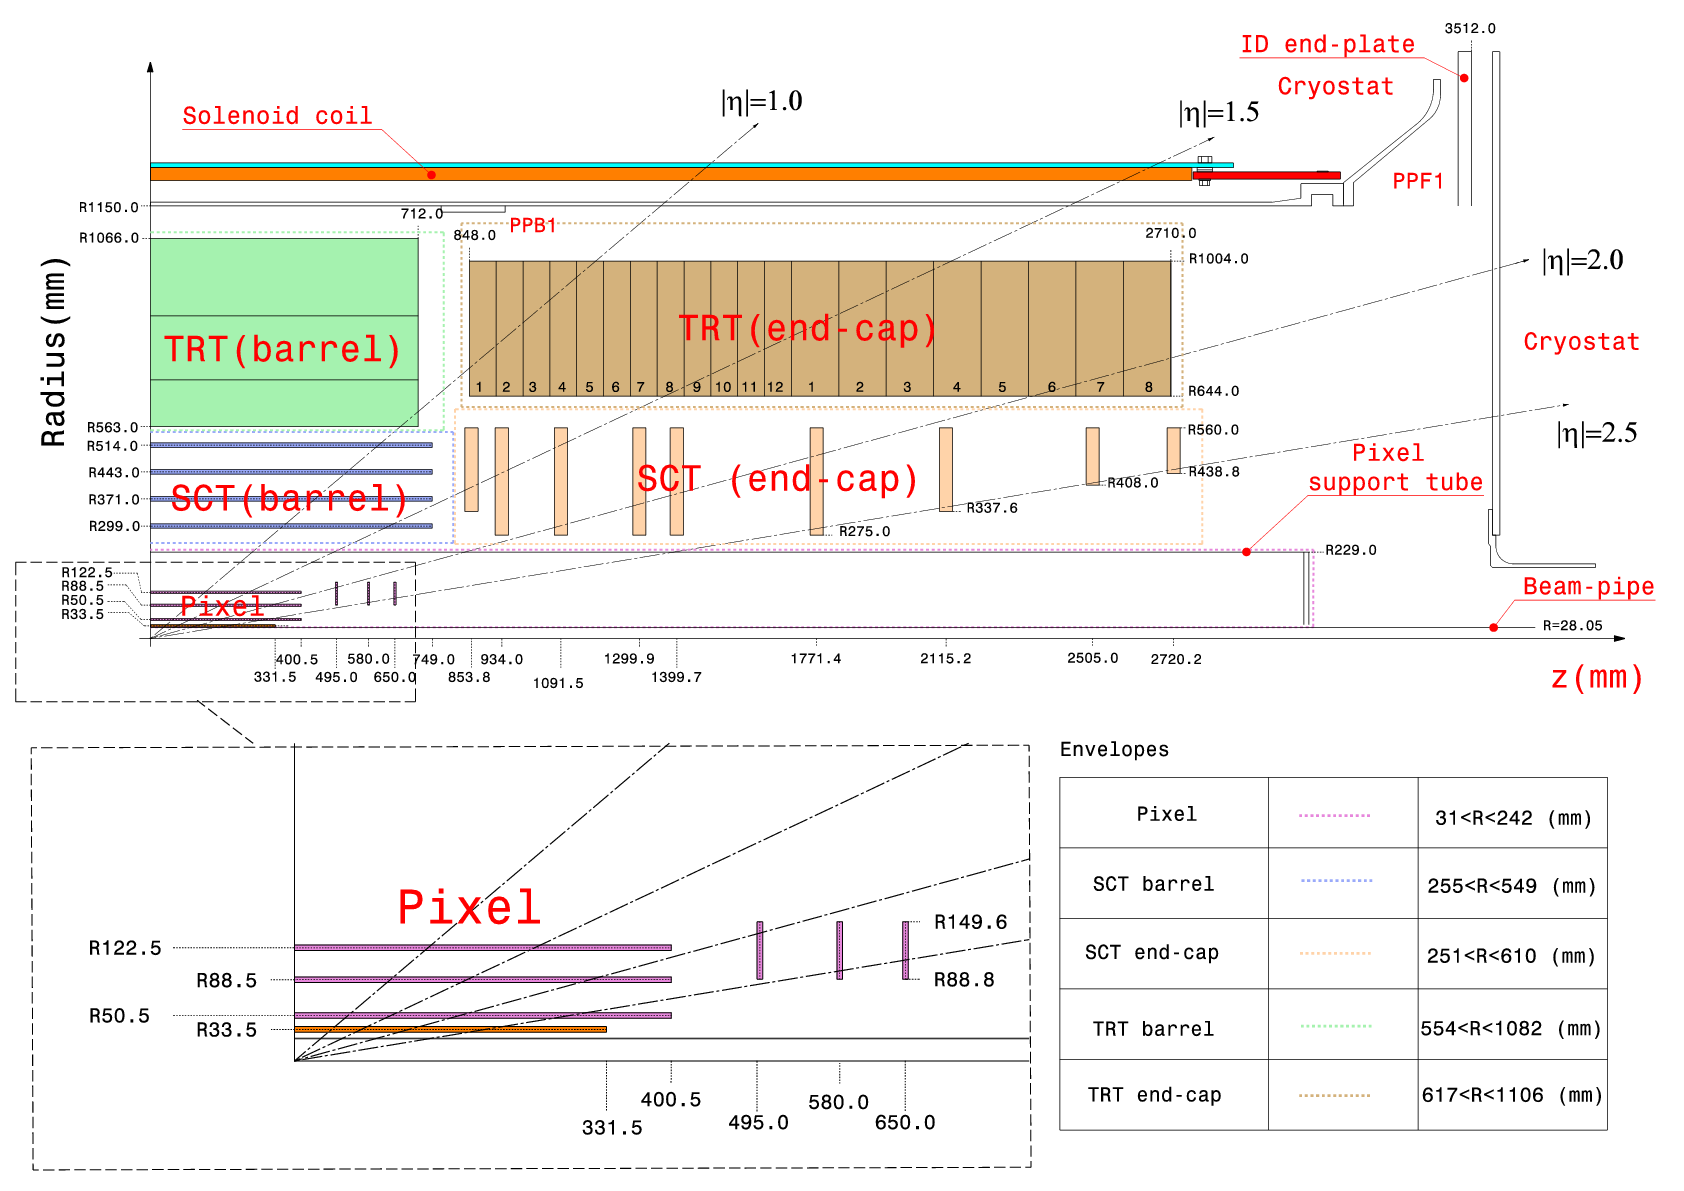 3512.0
ID end-plate
Cryostat
|η|=1.0
|η|=1.5
Solenoid coil
PPF1
R1150.0
712.0
PPB1
R1066.0
848.0
2710.0
R1004.0
|η|=2.0
Radius(mm)
TRT(barrel)
TRT(end-cap)
Cryostat
1 2 3 4 5 6 7 8 9 10 11 12 1 2 3 4 5 6 7 8
R644.0
R563.0
R560.0
|η|=2.5
R514.0
R443.0
SCT(barrel)
SCT (end-cap)
R438.8
Pixel
support tube
R408.0
R371.0
R337.6
R299.0
R275.0
R229.0
R122.5
R88.5
R50.5
R33.5
Pixel
Beam-pipe
R=28.05
400.5 580.0 749.0 934.0 1299.9 1771.4 2115.2 2505.0 2720.2
331.5 495.0 650.0 853.8 1091.5 1399.7
z(mm)
Envelopes
Pixel 31<R<242 (mm)
SCT barrel 255<R<549 (mm)
SCT end-cap 251<R<610 (mm)
TRT barrel 554<R<1082 (mm)
TRT end-cap 617<R<1106 (mm)
Pixel
R122.5
R88.5
R50.5
R33.5
R149.6
R88.8
400.5 580.0
331.5 495.0 650.0